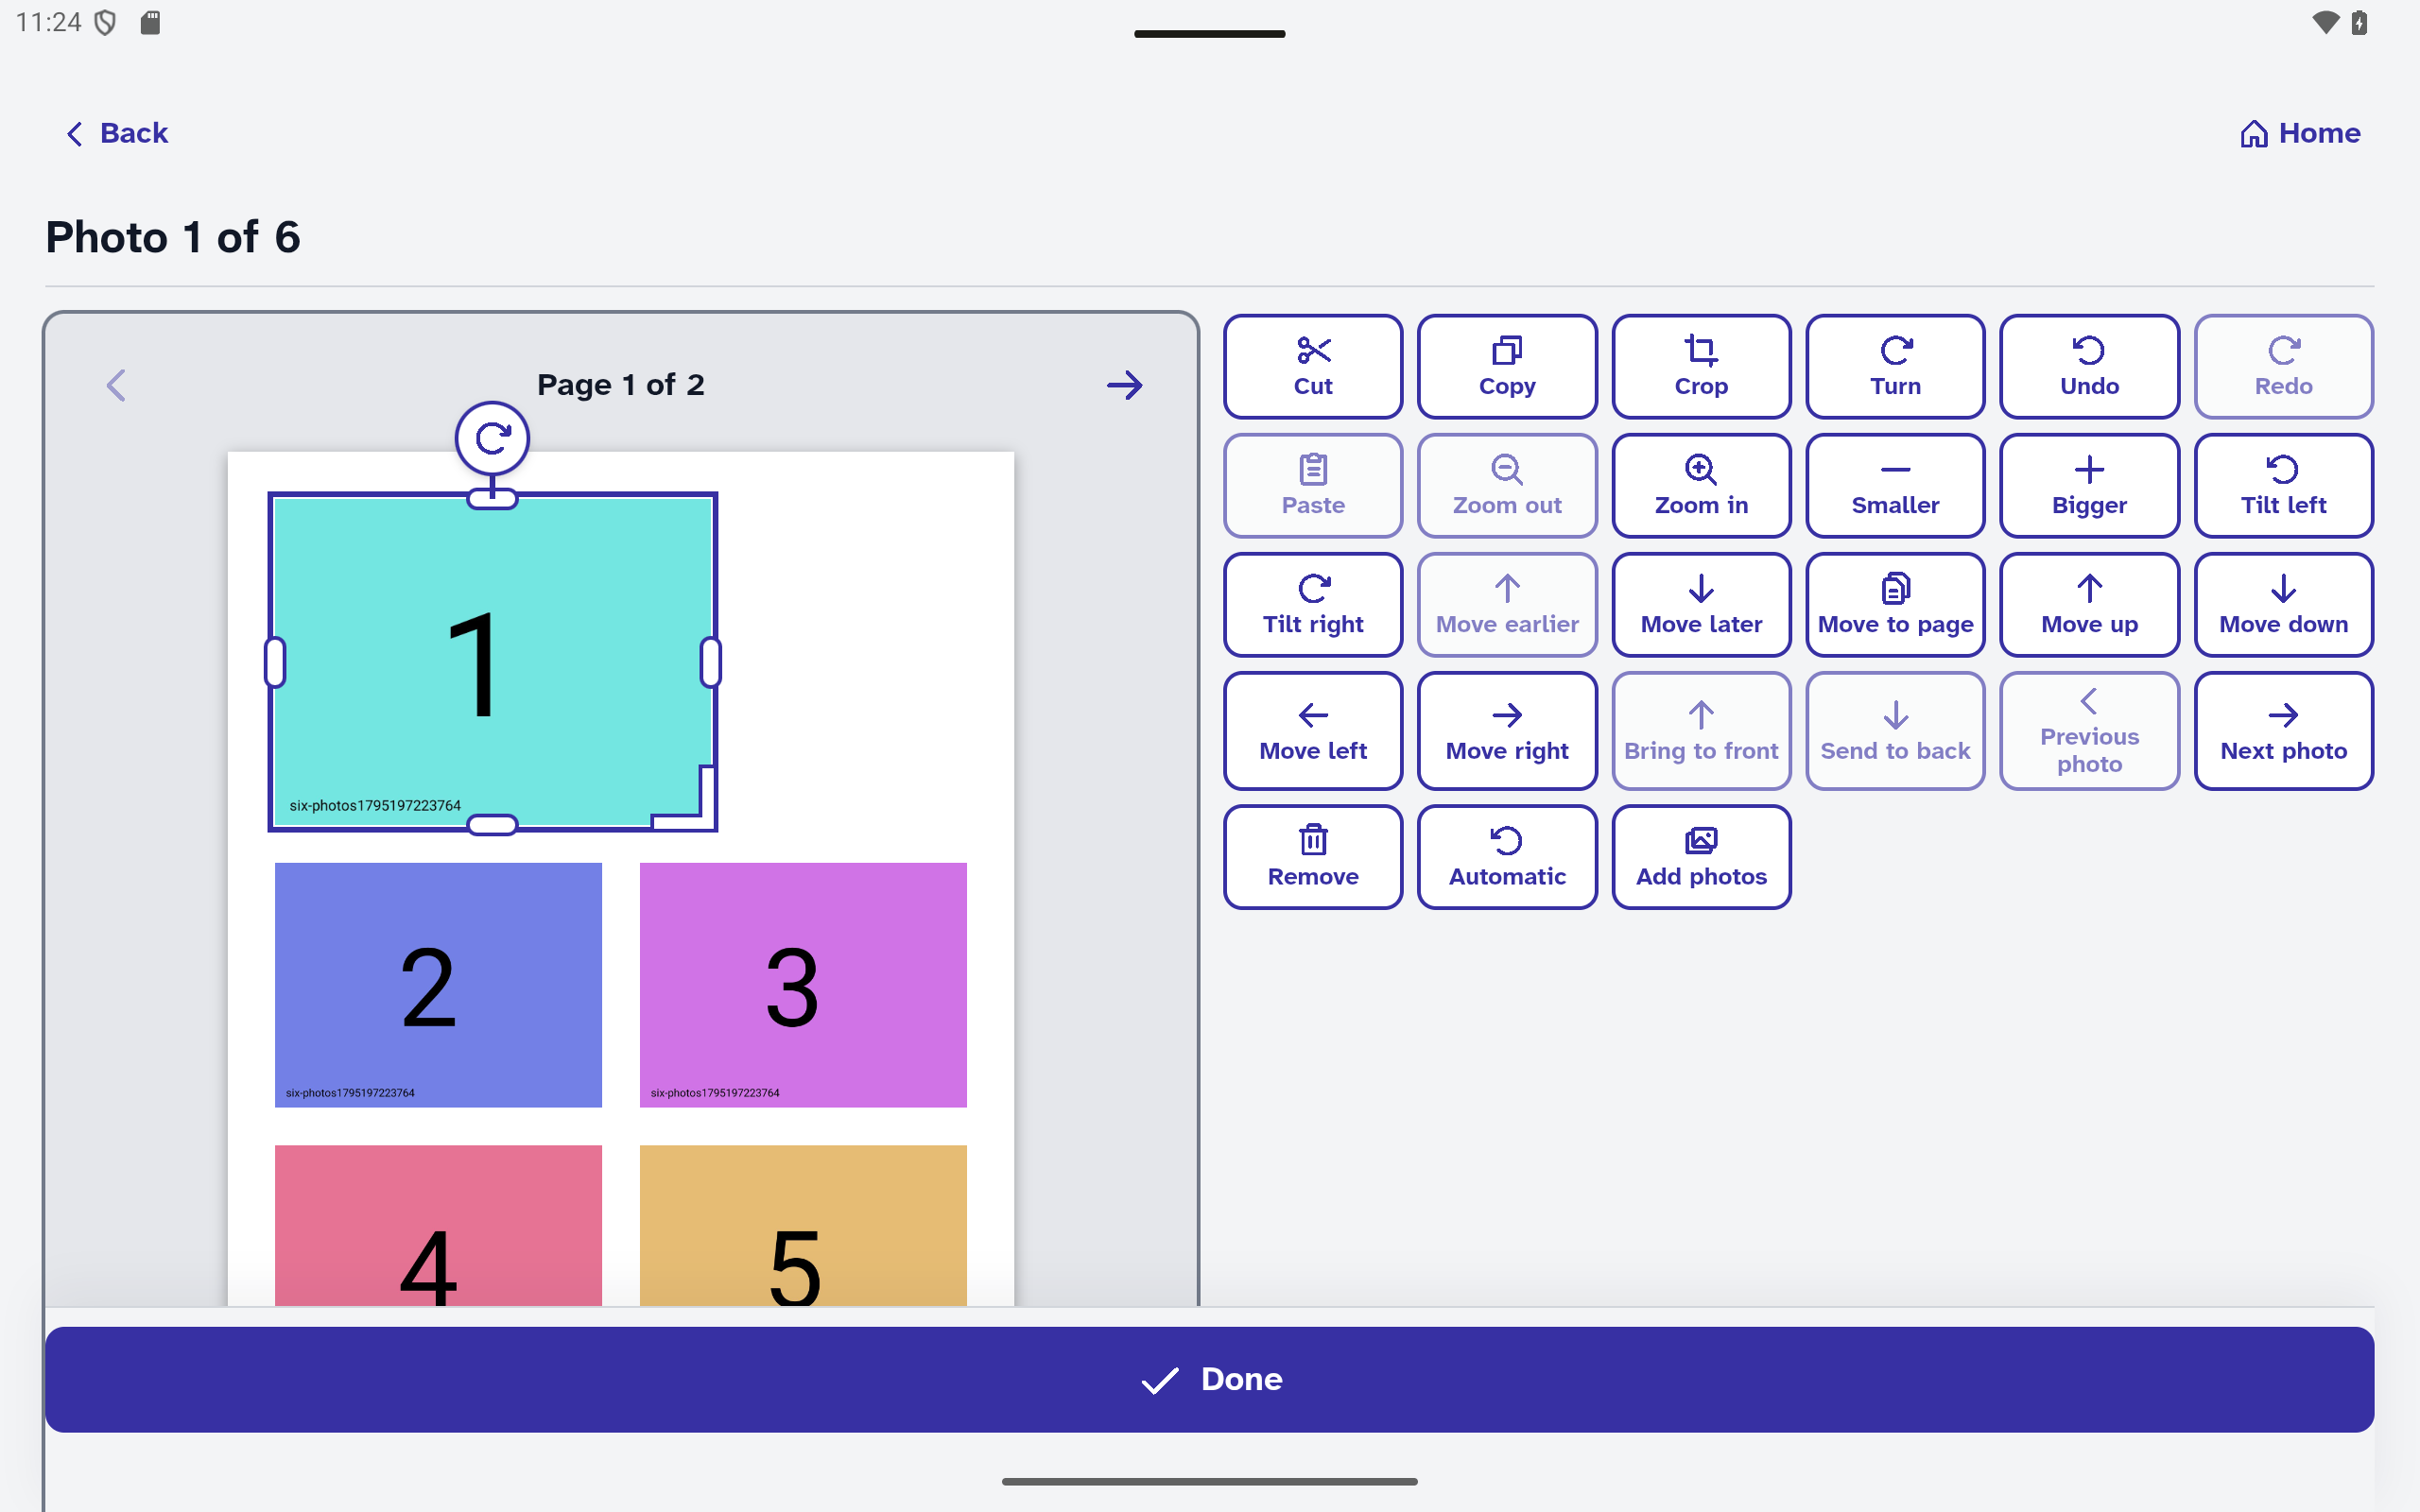 11:24
Back
Home
Photo 1 of 6
Page 1 of 2
1
six-photos1795197223764
2
six-photos1795197223764
3
six-photos1795197223764
4
5
Cut
Copy
Crop
Turn
Undo
Redo
Paste
Zoom out
Zoom in
Smaller
Bigger
Tilt left
Tilt right
Move earlier
Move later
Move to page
Move up
Move down
Move left
Move right
Bring to front
Send to back
Previous
photo
Next photo
Remove
Automatic
Add photos
Done